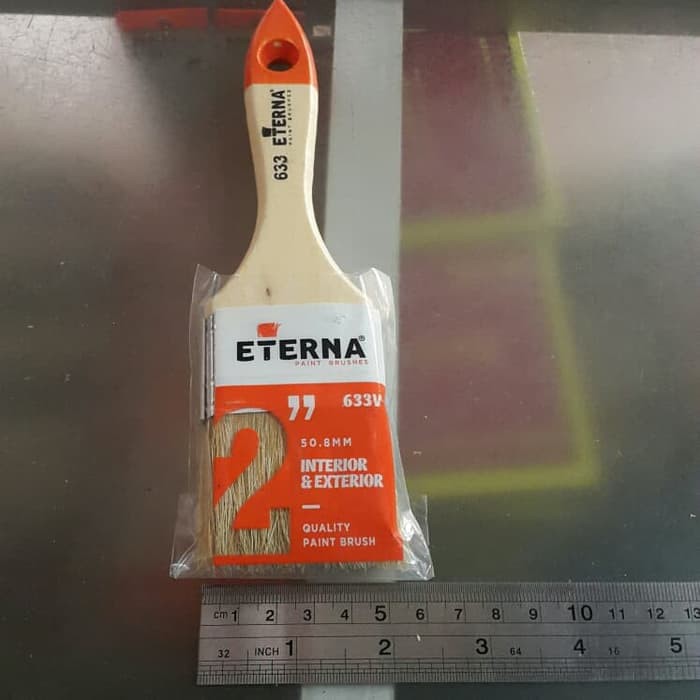 633 ETERNA
PAINT BRUSHES
ETERNA®
PAINT BRUSHES
2”
633V
50.8MM
INTERIOR
& EXTERIOR
QUALITY
PAINT BRUSH
cm 1 2 3 4 5 6 7 8 9 10 11 12 13
32 INCH 1 2 3 64 4 16 5